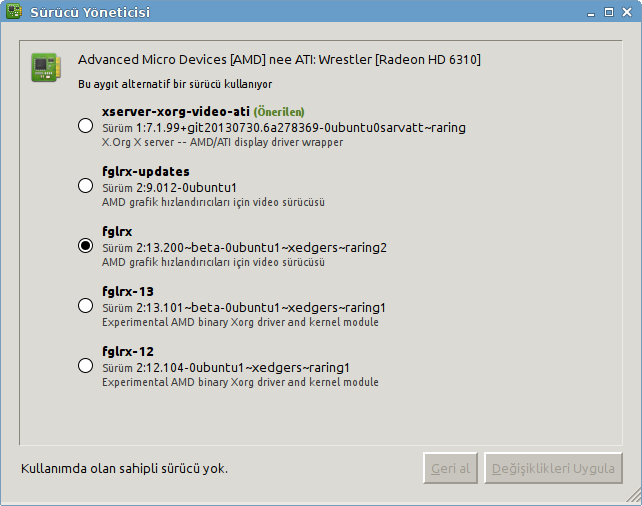 Sürücü Yöneticisi
Advanced Micro Devices [AMD] nee ATI: Wrestler [Radeon HD 6310]
Bu aygıt alternatif bir sürücü kullanıyor
xserver-xorg-video-ati (Önerilen)
Sürüm 1:7.1.99+git20130730.6a278369-0ubuntu0sarvatt~raring
X.Org X server -- AMD/ATI display driver wrapper
fglrx-updates
Sürüm 2:9.012-0ubuntu1
AMD grafik hızlandırıcıları için video sürücüsü
fglrx
Sürüm 2:13.200~beta-0ubuntu1~xedgers~raring2
AMD grafik hızlandırıcıları için video sürücüsü
fglrx-13
Sürüm 2:13.101~beta-0ubuntu1~xedgers~raring1
Experimental AMD binary Xorg driver and kernel module
fglrx-12
Sürüm 2:12.104-0ubuntu1~xedgers~raring1
Experimental AMD binary Xorg driver and kernel module
Kullanımda olan sahipli sürücü yok.
Geri al
Değişiklikleri Uygula